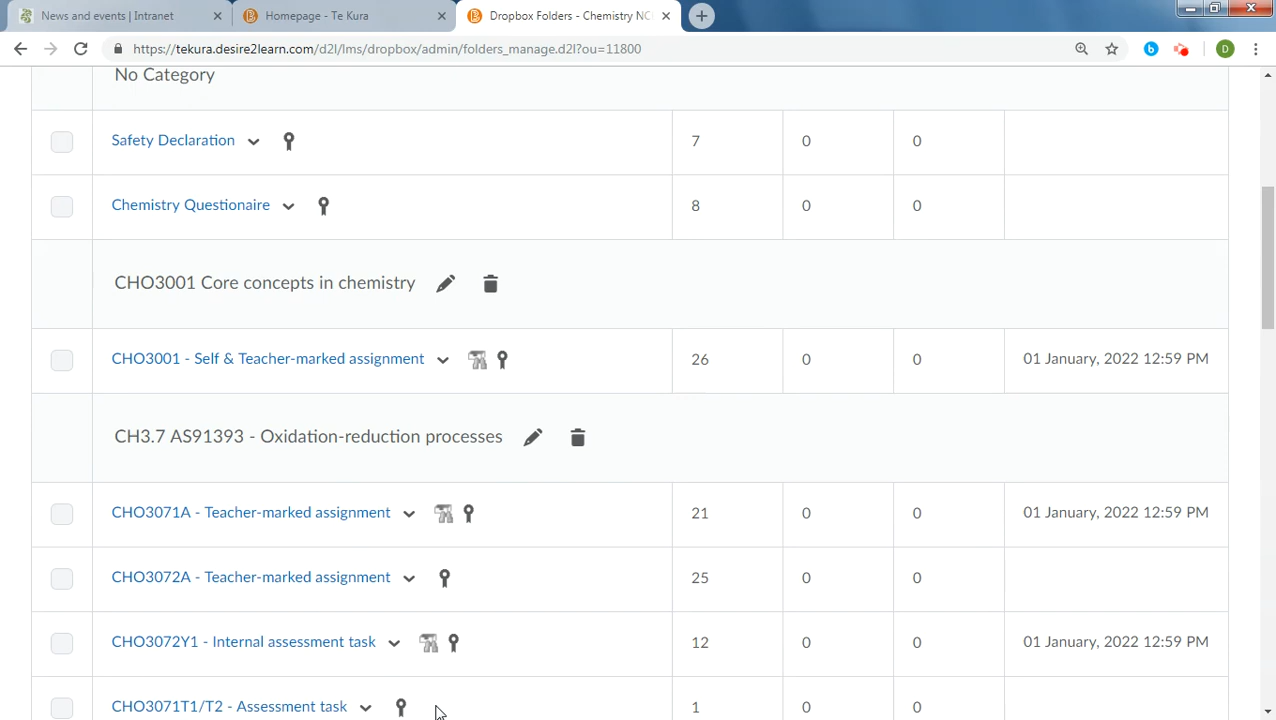 News and events | Intranet
Homepage - Te Kura
Dropbox Folders - Chemistry NC
https://tekura.desire2learn.com/d2l/lms/dropbox/admin/folders_manage.d2l?ou=11800
D
No Category
Safety Declaration 7 0 0
Chemistry Questionaire 8 0 0
CHO3001 Core concepts in chemistry
CHO3001 - Self & Teacher-marked assignment 26 0 0 01 January, 2022 12:59 PM
CH3.7 AS91393 - Oxidation-reduction processes
CHO3071A - Teacher-marked assignment 21 0 0 01 January, 2022 12:59 PM
CHO3072A - Teacher-marked assignment 25 0 0
CHO3072Y1 - Internal assessment task 12 0 0 01 January, 2022 12:59 PM
CHO3071T1/T2 - Assessment task 1 0 0